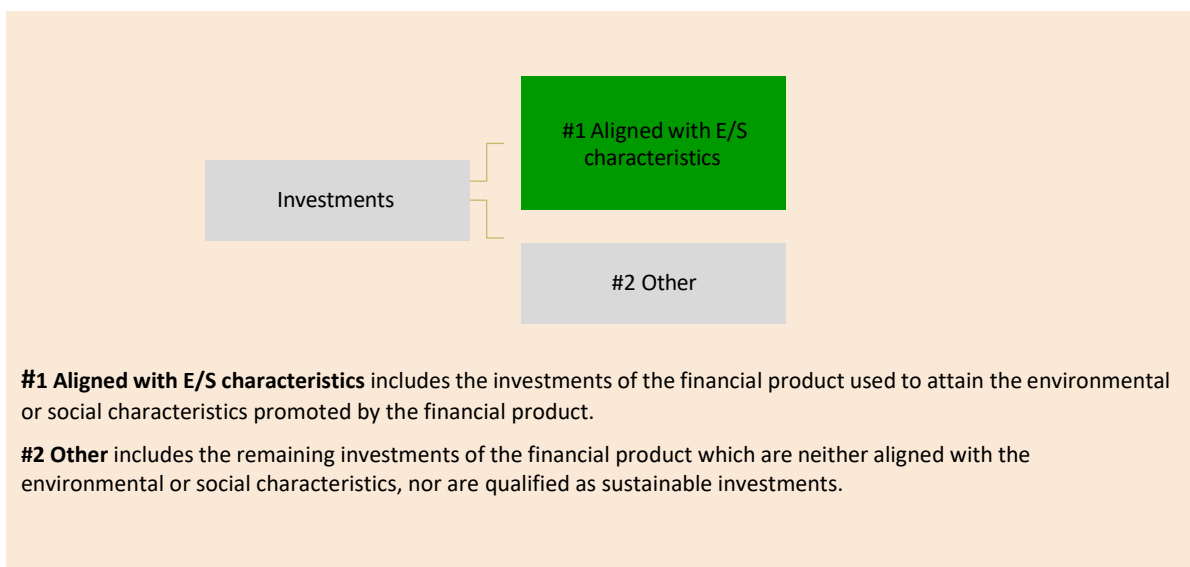 #1 Aligned with E/S
characteristics
Investments
#2 Other
#1 Aligned with E/S characteristics includes the investments of the financial product used to attain the environmental
or social characteristics promoted by the financial product.
#2 Other includes the remaining investments of the financial product which are neither aligned with the
environmental or social characteristics, nor are qualified as sustainable investments.